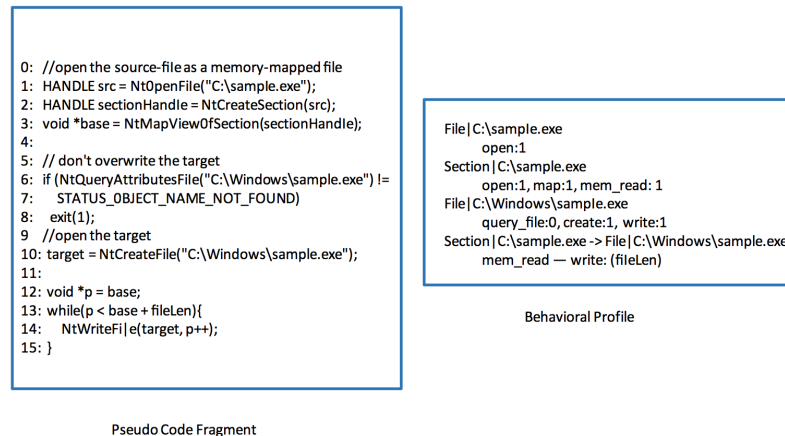 0: //open the source-file as a memory-mapped file
1: HANDLE src = NtOpenFile("C:\sample.exe");
2: HANDLE sectionHandle = NtCreateSection(src);
3: void *base = NtMapViewOfSection(sectionHandle);
4:
5: // don't overwrite the target
6: if (NtQueryAttributesFile("C:\Windows\sample.exe") !=
7: STATUS_0BJECT_NAME_NOT_FOUND)
8: exit(1);
9 //open the target
10: target = NtCreateFile("C:\Windows\sample.exe");
11:
12: void *p = base;
13: while(p < base + fileLen){
14: NtWriteFi|e(target, p++);
15: }
Pseudo Code Fragment
File|C:\sample.exe
open:1
Section|C:\sample.exe
open:1, map:1, mem_read: 1
File|C:\Windows\sample.exe
query_file:0, create:1, write:1
Section|C:\sample.exe -> File|C:\Windows\sample.exe
mem_read — write: (fileLen)
Behavioral Profile